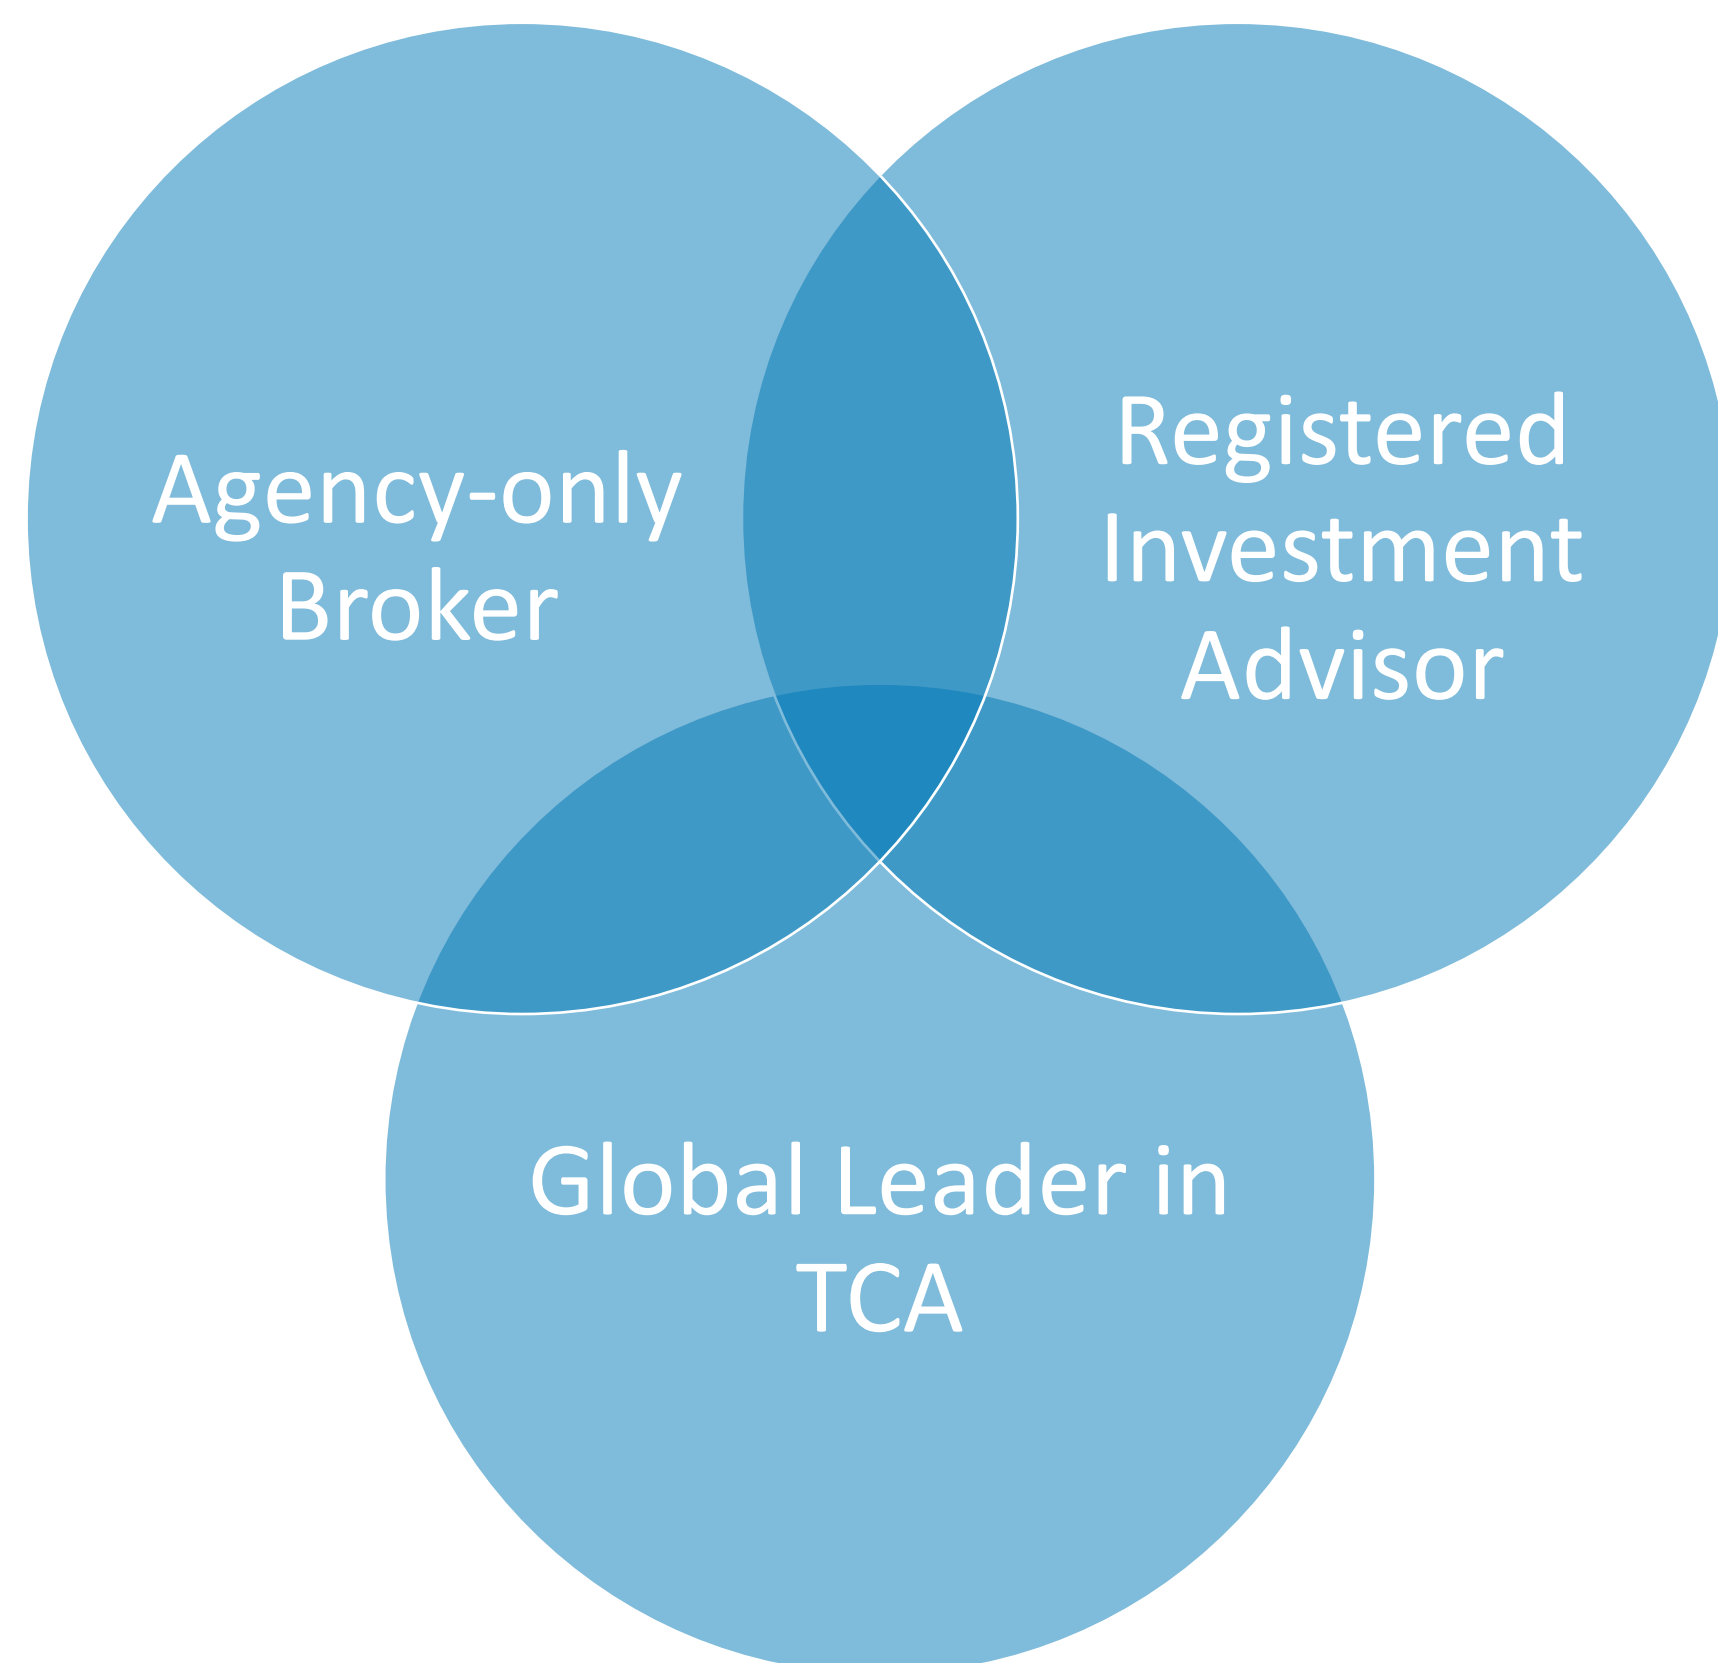 Agency-only
Broker
Registered
Investment
Advisor
Global Leader in
TCA